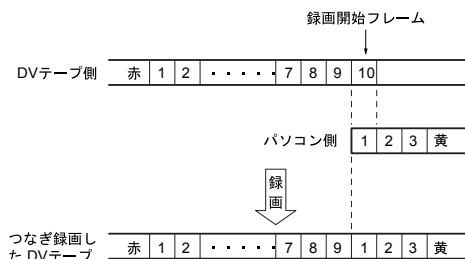 録画開始フレーム
DVテープ側 赤 1 2 ・・・・・ 7 8 9 10
パソコン側 1 2 3 黄
録
画
つなぎ録画し
た DVテープ 赤 1 2 ・・・・・ 7 8 9 1 2 3 黄